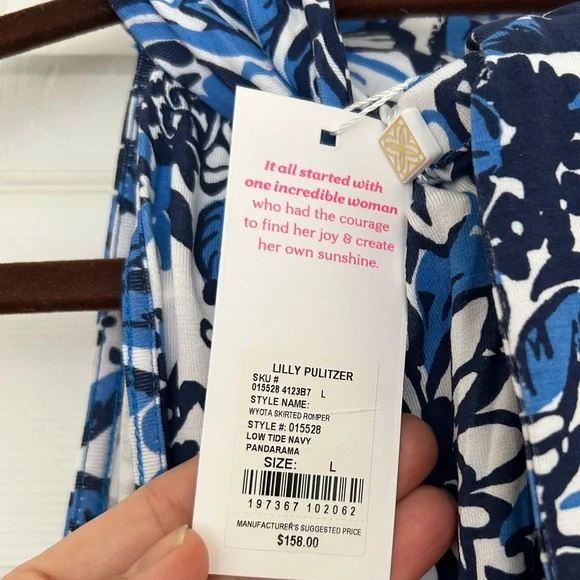 It all started with
one incredible woman
who had the courage
to find her joy & create
her own sunshine.
LILLY PULITZER
SKU #
015528 4123B7 L
STYLE NAME:
WYOTA SKIRTED ROMPER
STYLE #: 015528
LOW TIDE NAVY
PANDARAMA
SIZE: L
197367 102062
MANUFACTURER'S SUGGESTED PRICE
$158.00